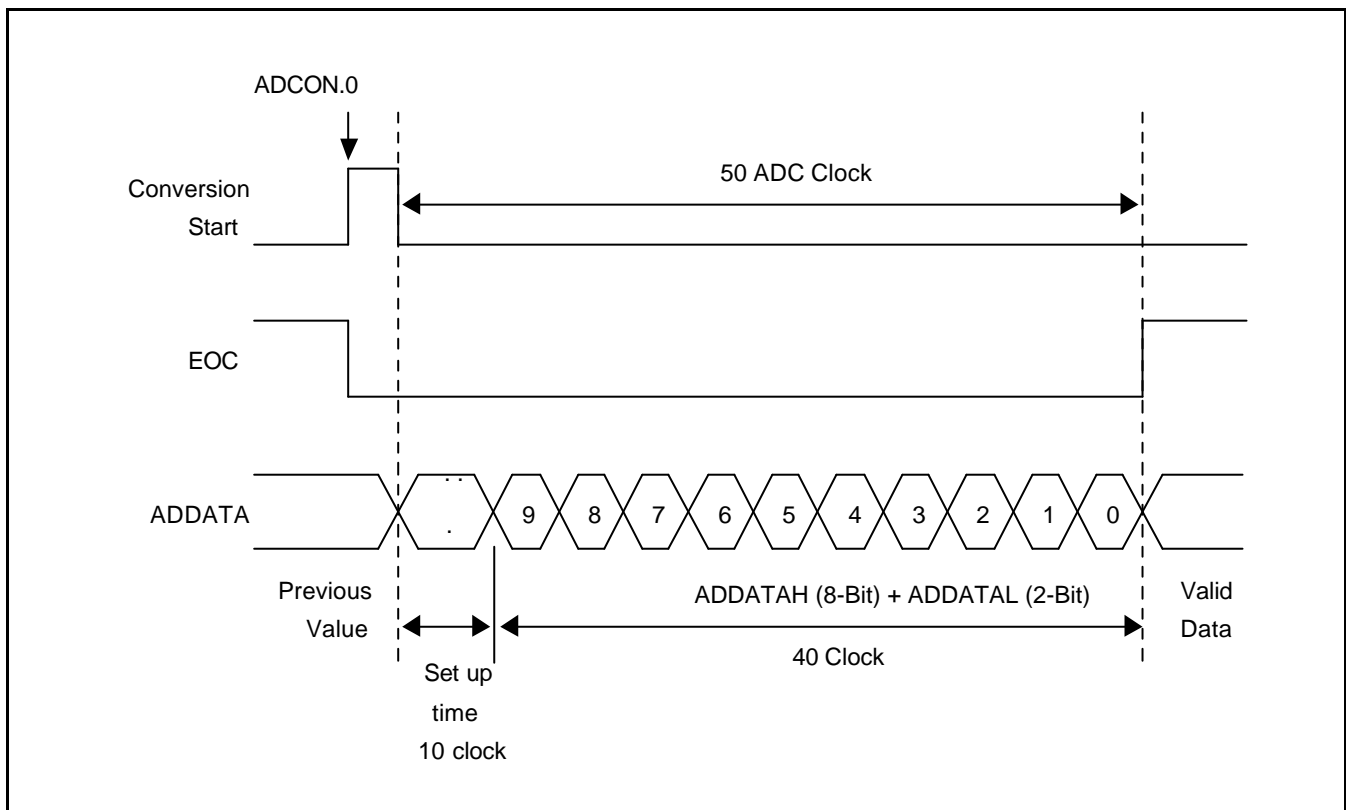 ADCON.0
Conversion
Start
50 ADC Clock
EOC
ADDATA
. .
.
9 8 7 6 5 4 3 2 1 0
Previous
Value
ADDATAH (8-Bit) + ADDATAL (2-Bit)
Valid
Data
40 Clock
Set up
time
10 clock